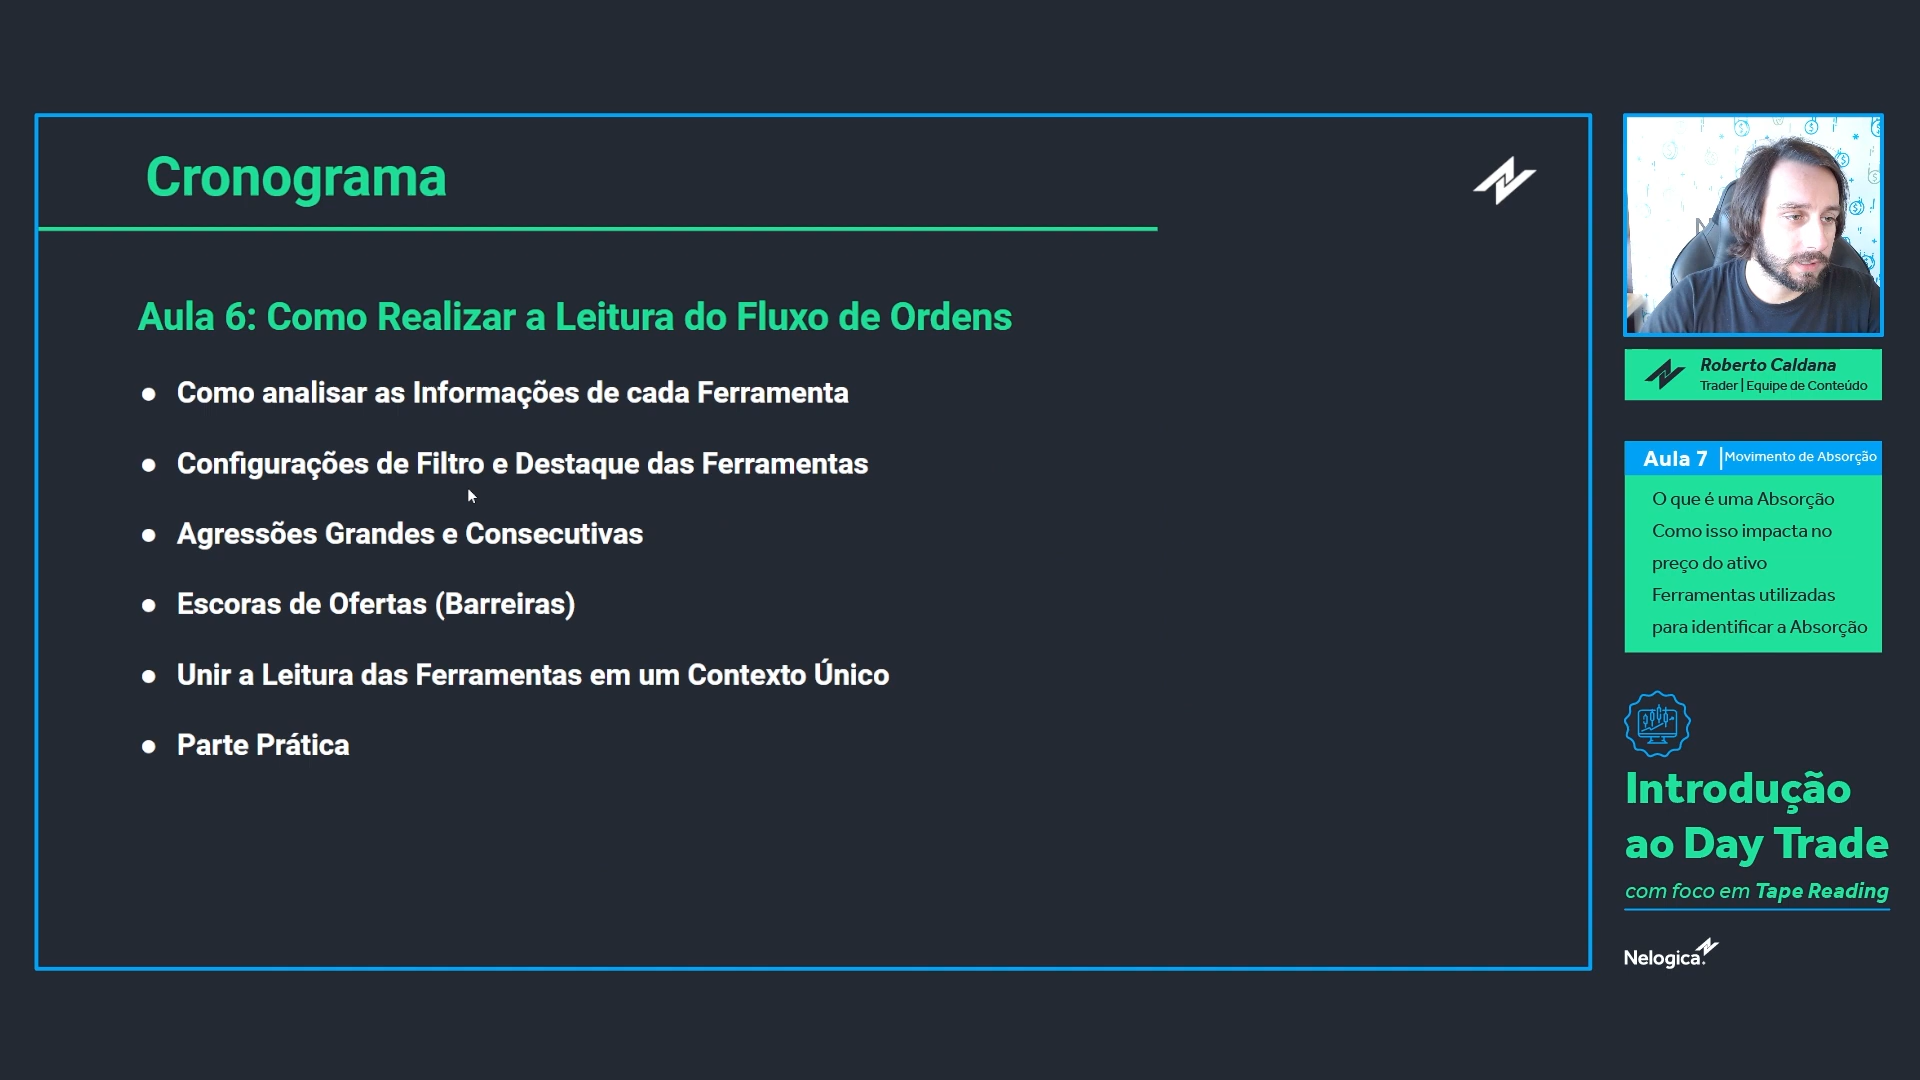 Cronograma
Aula 6: Como Realizar a Leitura do Fluxo de Ordens
● Como analisar as Informações de cada Ferramenta
● Configurações de Filtro e Destaque das Ferramentas
● Agressões Grandes e Consecutivas
● Escoras de Ofertas (Barreiras)
● Unir a Leitura das Ferramentas em um Contexto Único
● Parte Prática
Roberto Caldana
Trader | Equipe de Conteúdo
Aula 7 | Movimento de Absorção
O que é uma Absorção
Como isso impacta no
preço do ativo
Ferramentas utilizadas
para identificar a Absorção
Introdução
ao Day Trade
com foco em Tape Reading
Nelogica.